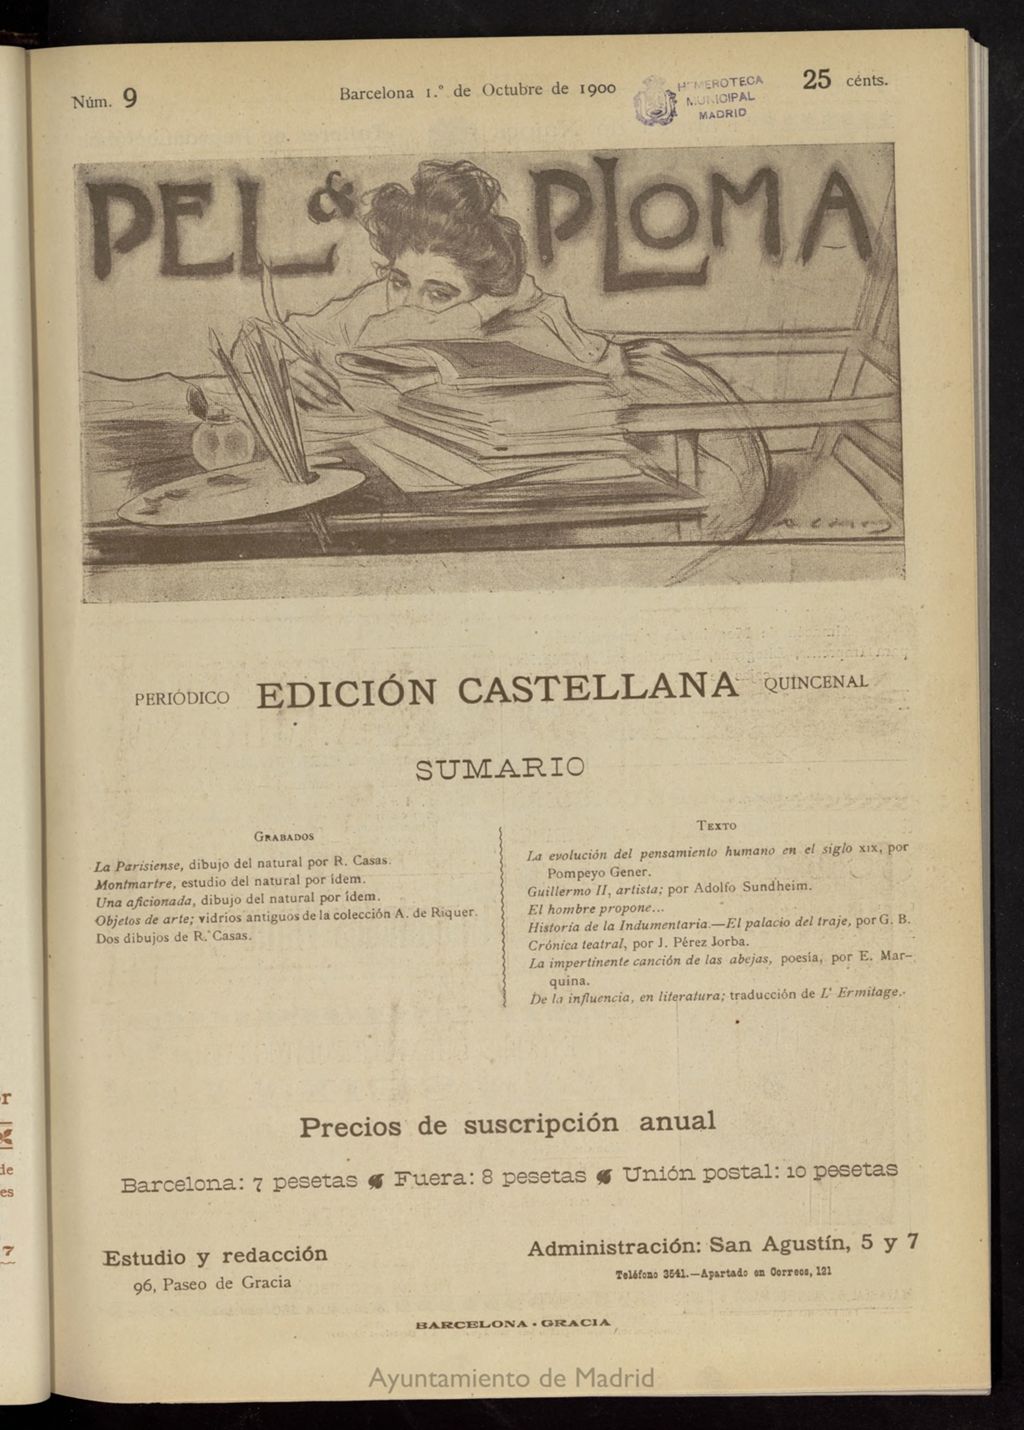 Núm. 9
Barcelona 1.º de Octubre de 1900
HEMEROTECA
MUNICIPAL
MADRID
25 cénts.
PEL & PLOMA
R. CASAS
PERIÓDICO EDICIÓN CASTELLANA QUINCENAL
SUMARIO
GRABADOS
La Parisiense, dibujo del natural por R. Casas.
Montmartre, estudio del natural por ídem.
Una aficionada, dibujo del natural por ídem.
Objetos de arte; vidrios antiguos de la colección A. de Riquer.
Dos dibujos de R. Casas.
TEXTO
La evolución del pensamiento humano en el siglo XIX, por
Pompeyo Gener.
Guillermo II, artista; por Adolfo Sundheim.
El hombre propone...
Historia de la Indumentaria.—El palacio del traje, por G. B.
Crónica teatral, por J. Pérez Jorba.
La impertinente canción de las abejas, poesía, por E. Mar-
quina.
De la influencia, en literatura; traducción de L' Ermitage.
Precios de suscripción anual
Barcelona: 7 pesetas Fuera: 8 pesetas Unión postal: 10 pesetas
Estudio y redacción
96, Paseo de Gracia
Administración: San Agustín, 5 y 7
Teléfono 3541.—Apartado en Correos, 121
BARCELONA - GRACIA
r
de
es
7
Ayuntamiento de Madrid